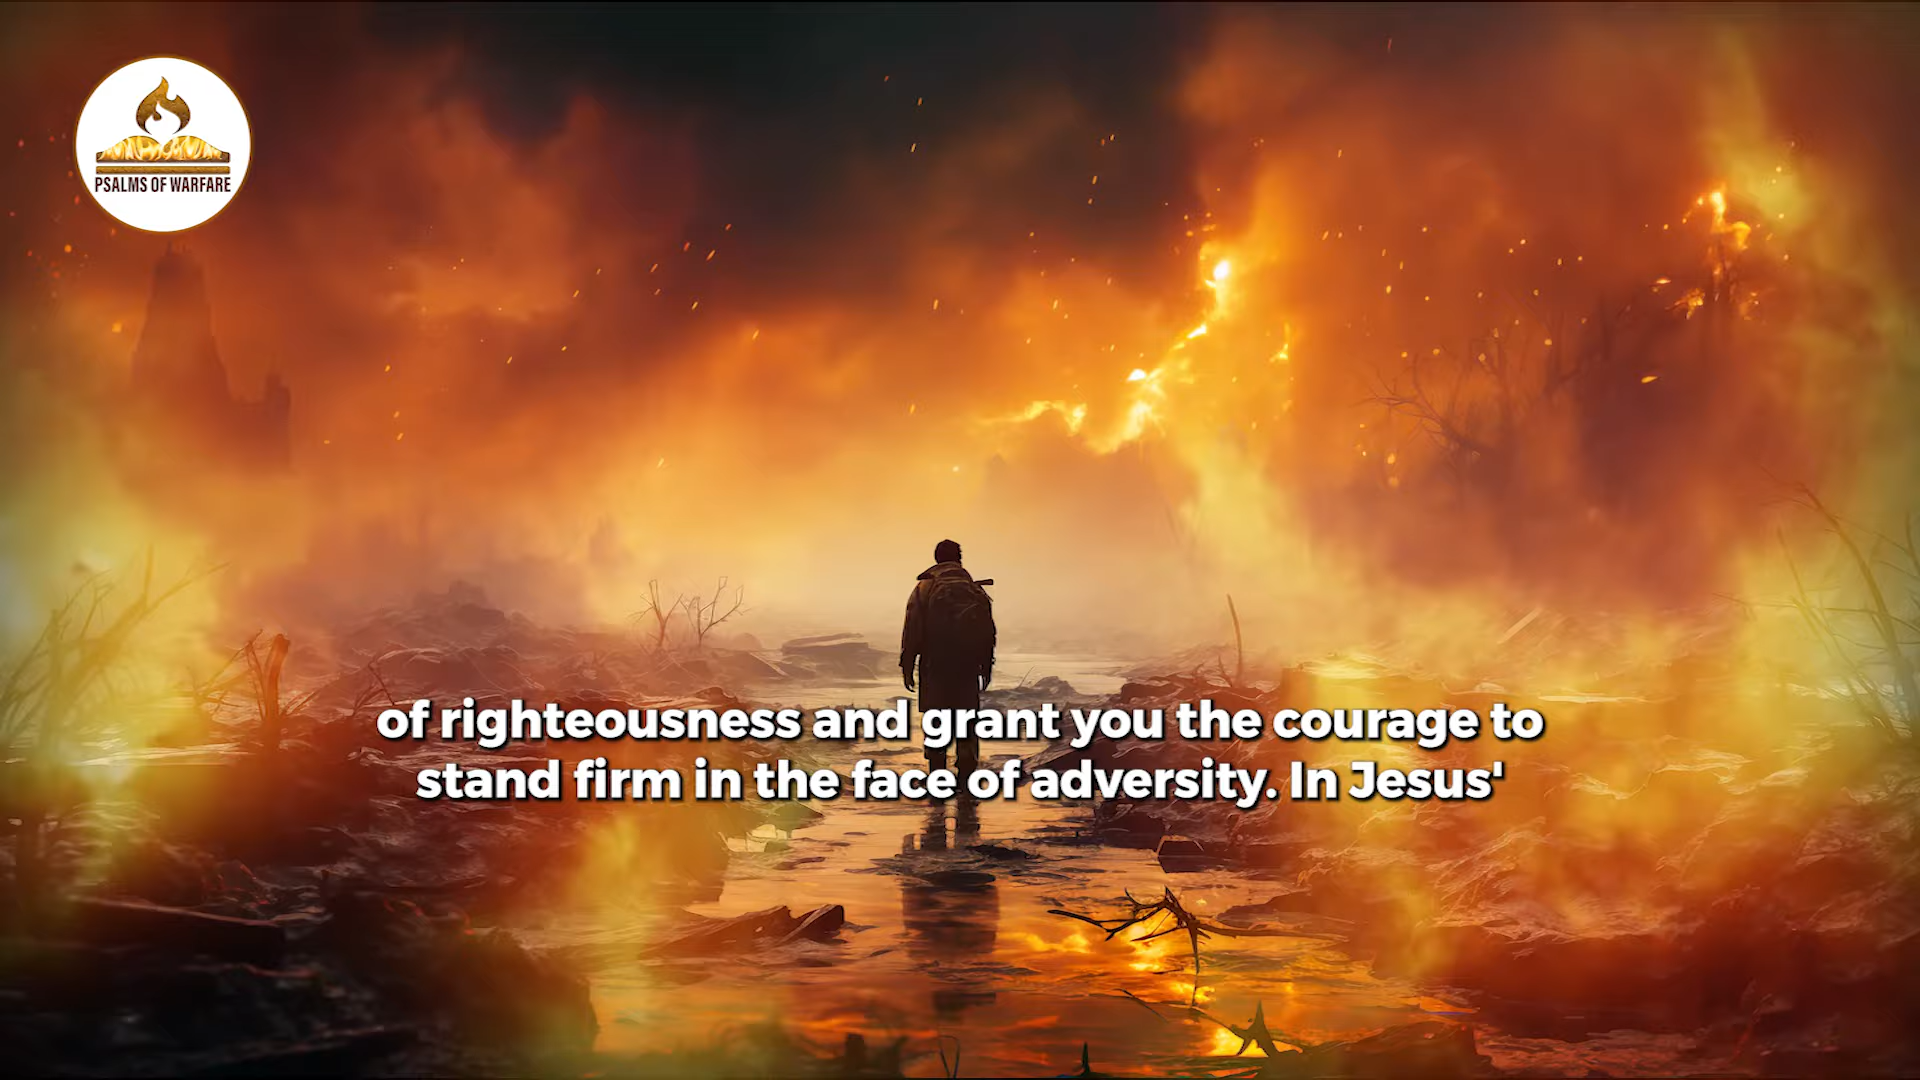 PSALMS OF WARFARE
of righteousness and grant you the courage to
stand firm in the face of adversity. In Jesus'